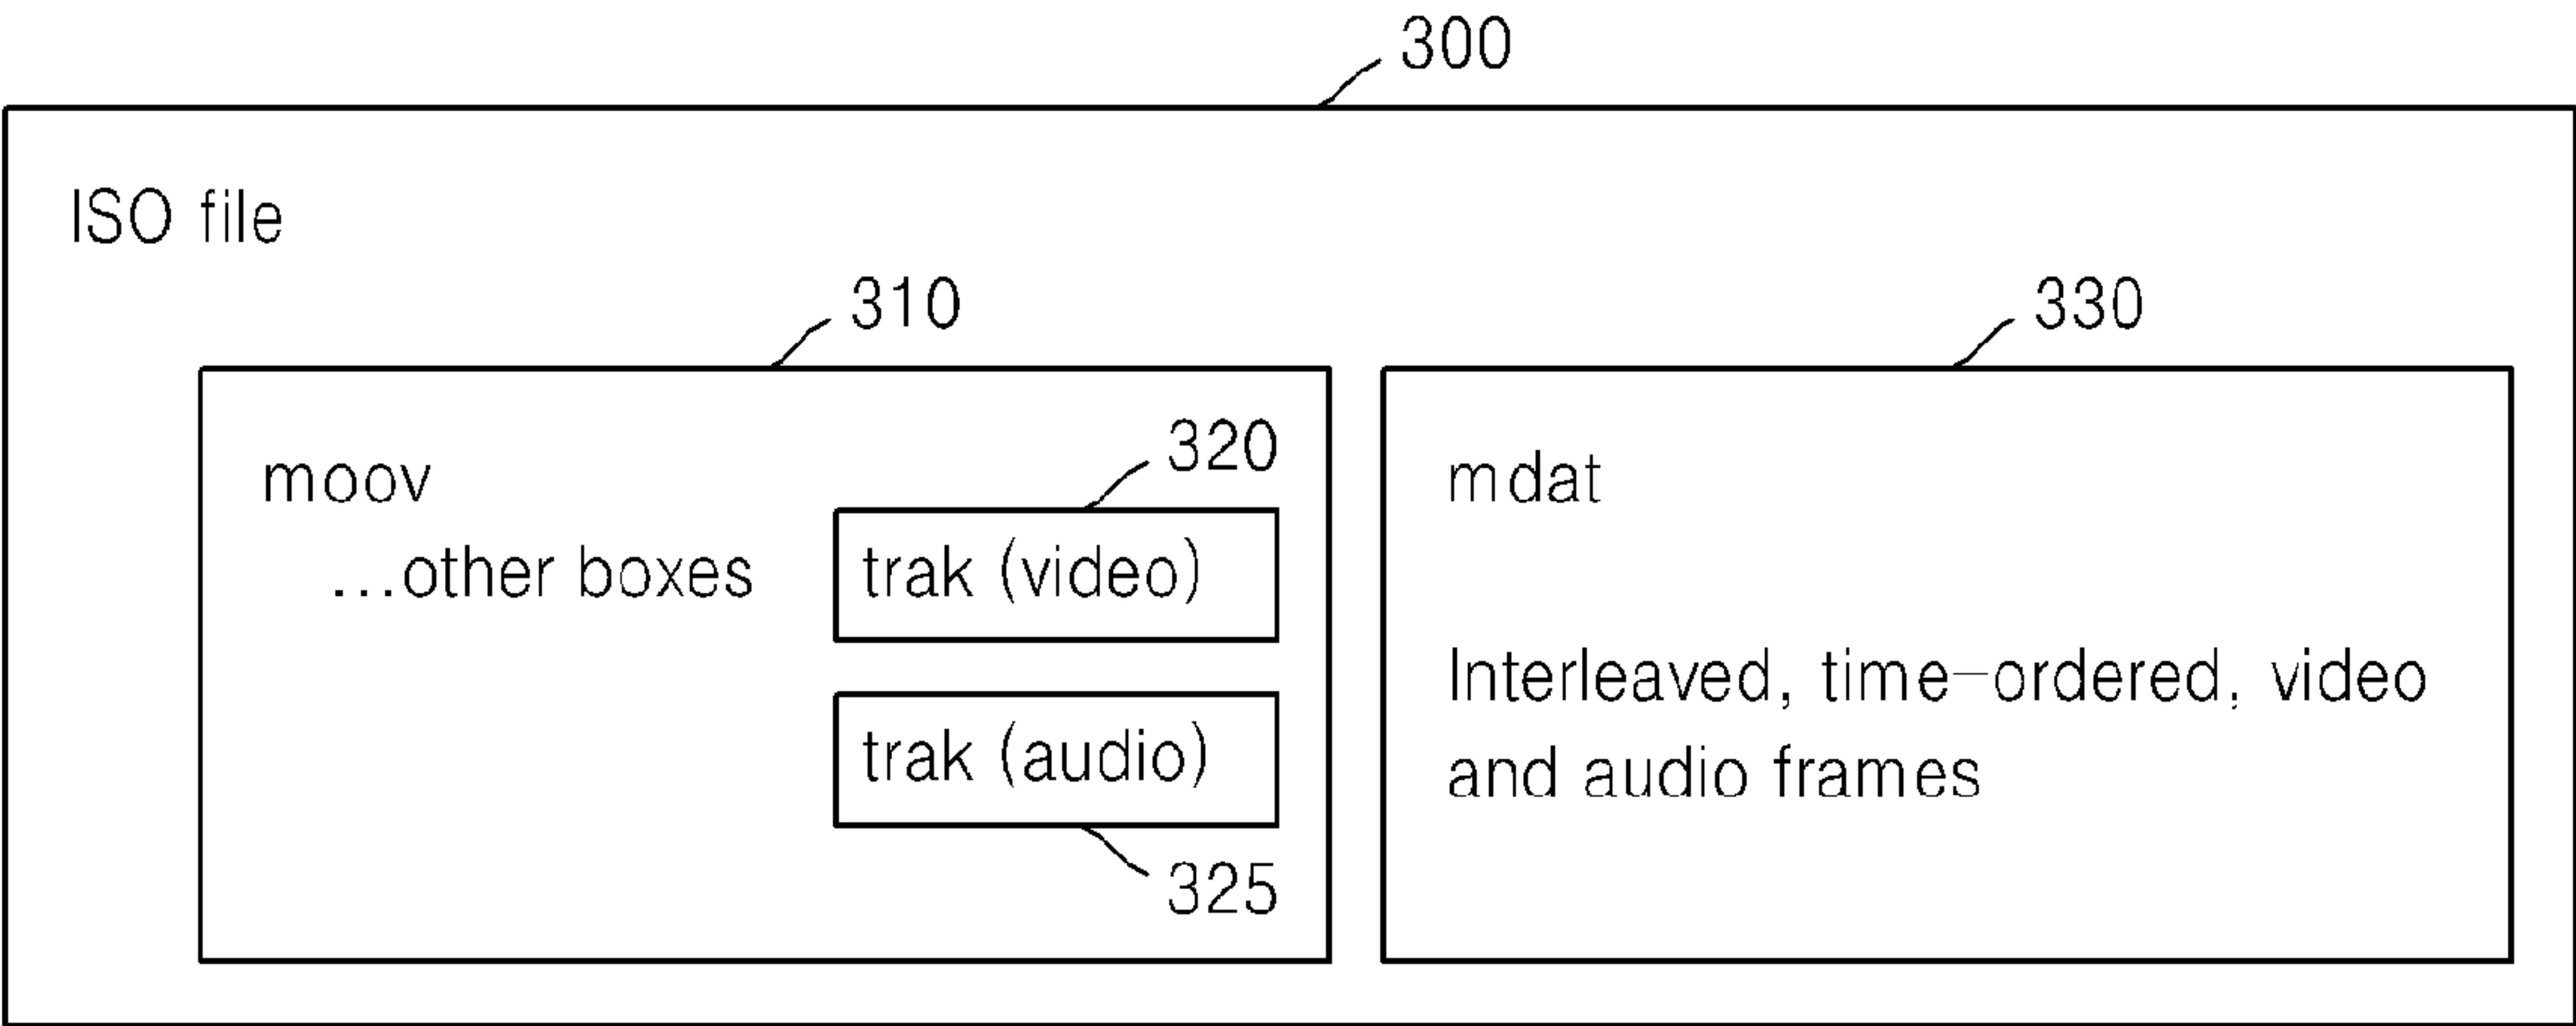 300
ISO file
310
330
moov
320
...other boxes
trak (video)
trak (audio)
325
mdat
Interleaved, time-ordered, video
and audio frames